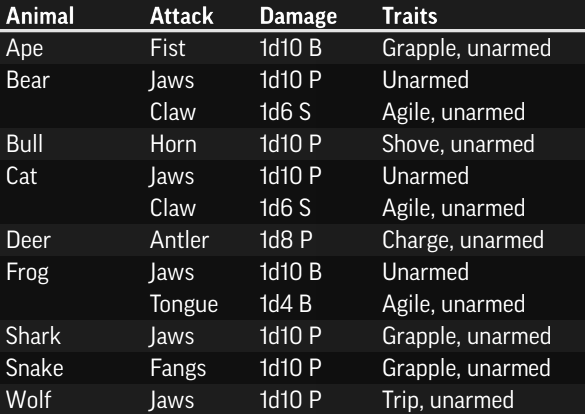 Animal Attack Damage Traits
Ape Fist 1d10 B Grapple, unarmed
Bear Jaws 1d10 P Unarmed
Claw 1d6 S Agile, unarmed
Bull Horn 1d10 P Shove, unarmed
Cat Jaws 1d10 P Unarmed
Claw 1d6 S Agile, unarmed
Deer Antler 1d8 P Charge, unarmed
Frog Jaws 1d10 B Unarmed
Tongue 1d4 B Agile, unarmed
Shark Jaws 1d10 P Grapple, unarmed
Snake Fangs 1d10 P Grapple, unarmed
Wolf Jaws 1d10 P Trip, unarmed